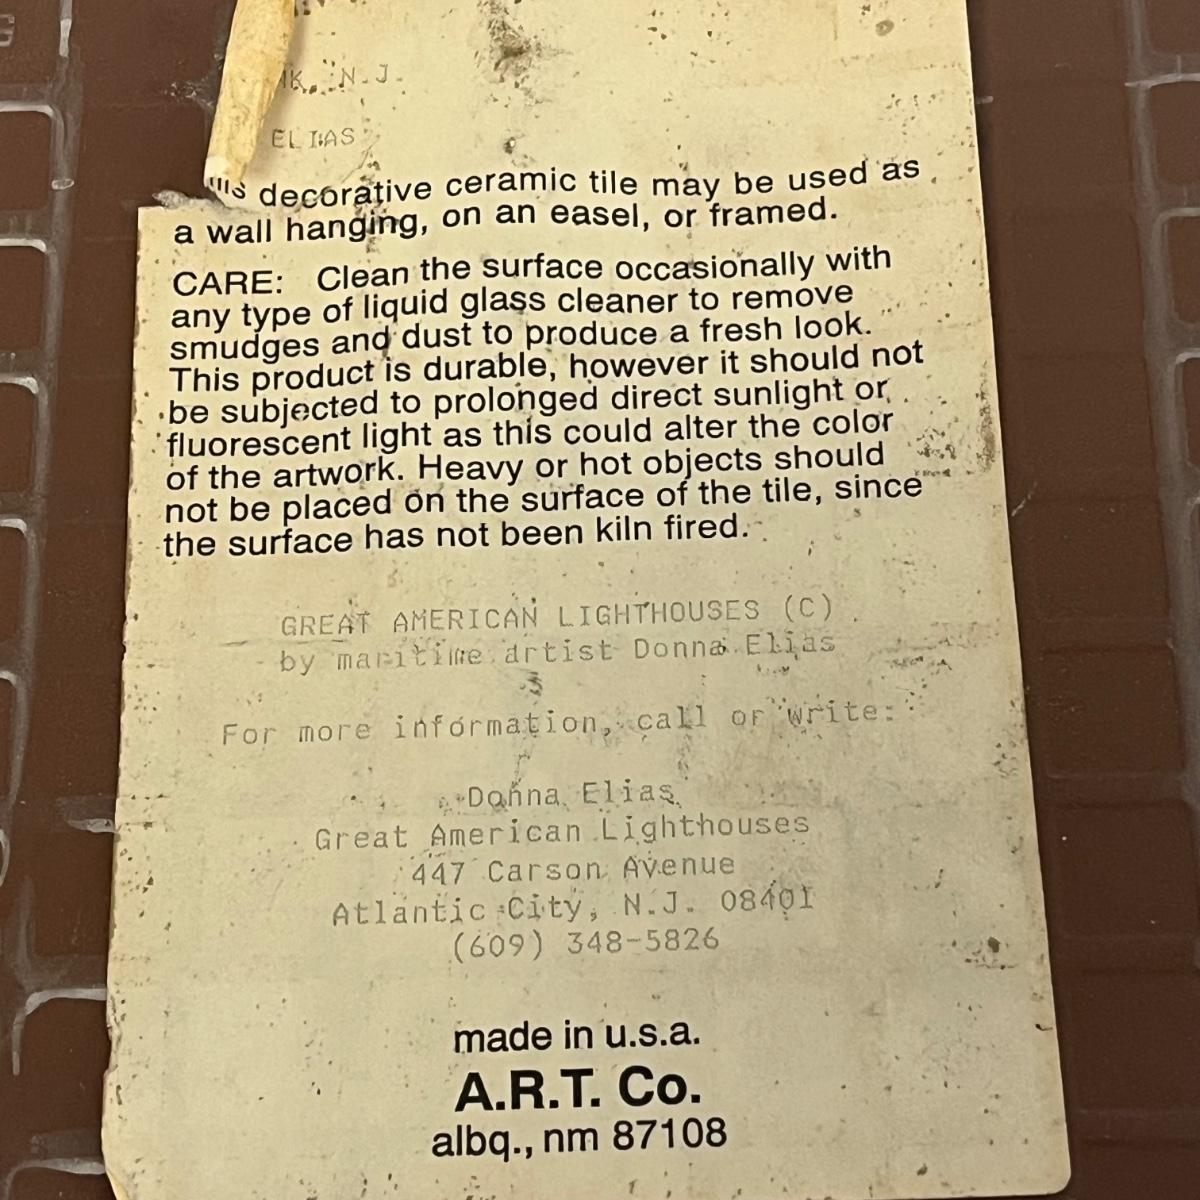 N.J.
ELIAS
decorative ceramic tile may be used as
a wall hanging, on an easel, or framed.
CARE: Clean the surface occasionally with
any type of liquid glass cleaner to remove
smudges and dust to produce a fresh look.
This product is durable, however it should not
be subjected to prolonged direct sunlight or
fluorescent light as this could alter the color
of the artwork. Heavy or hot objects should
not be placed on the surface of the tile, since
the surface has not been kiln fired.
GREAT AMERICAN LIGHTHOUSES (C)
by maritime artist Donna Elias
For more information, call or write:
Donna Elias
Great American Lighthouses
447 Carson Avenue
Atlantic City, N.J. 08401
(609) 348-5826
made in u.s.a.
A.R.T. Co.
albq., nm 87108